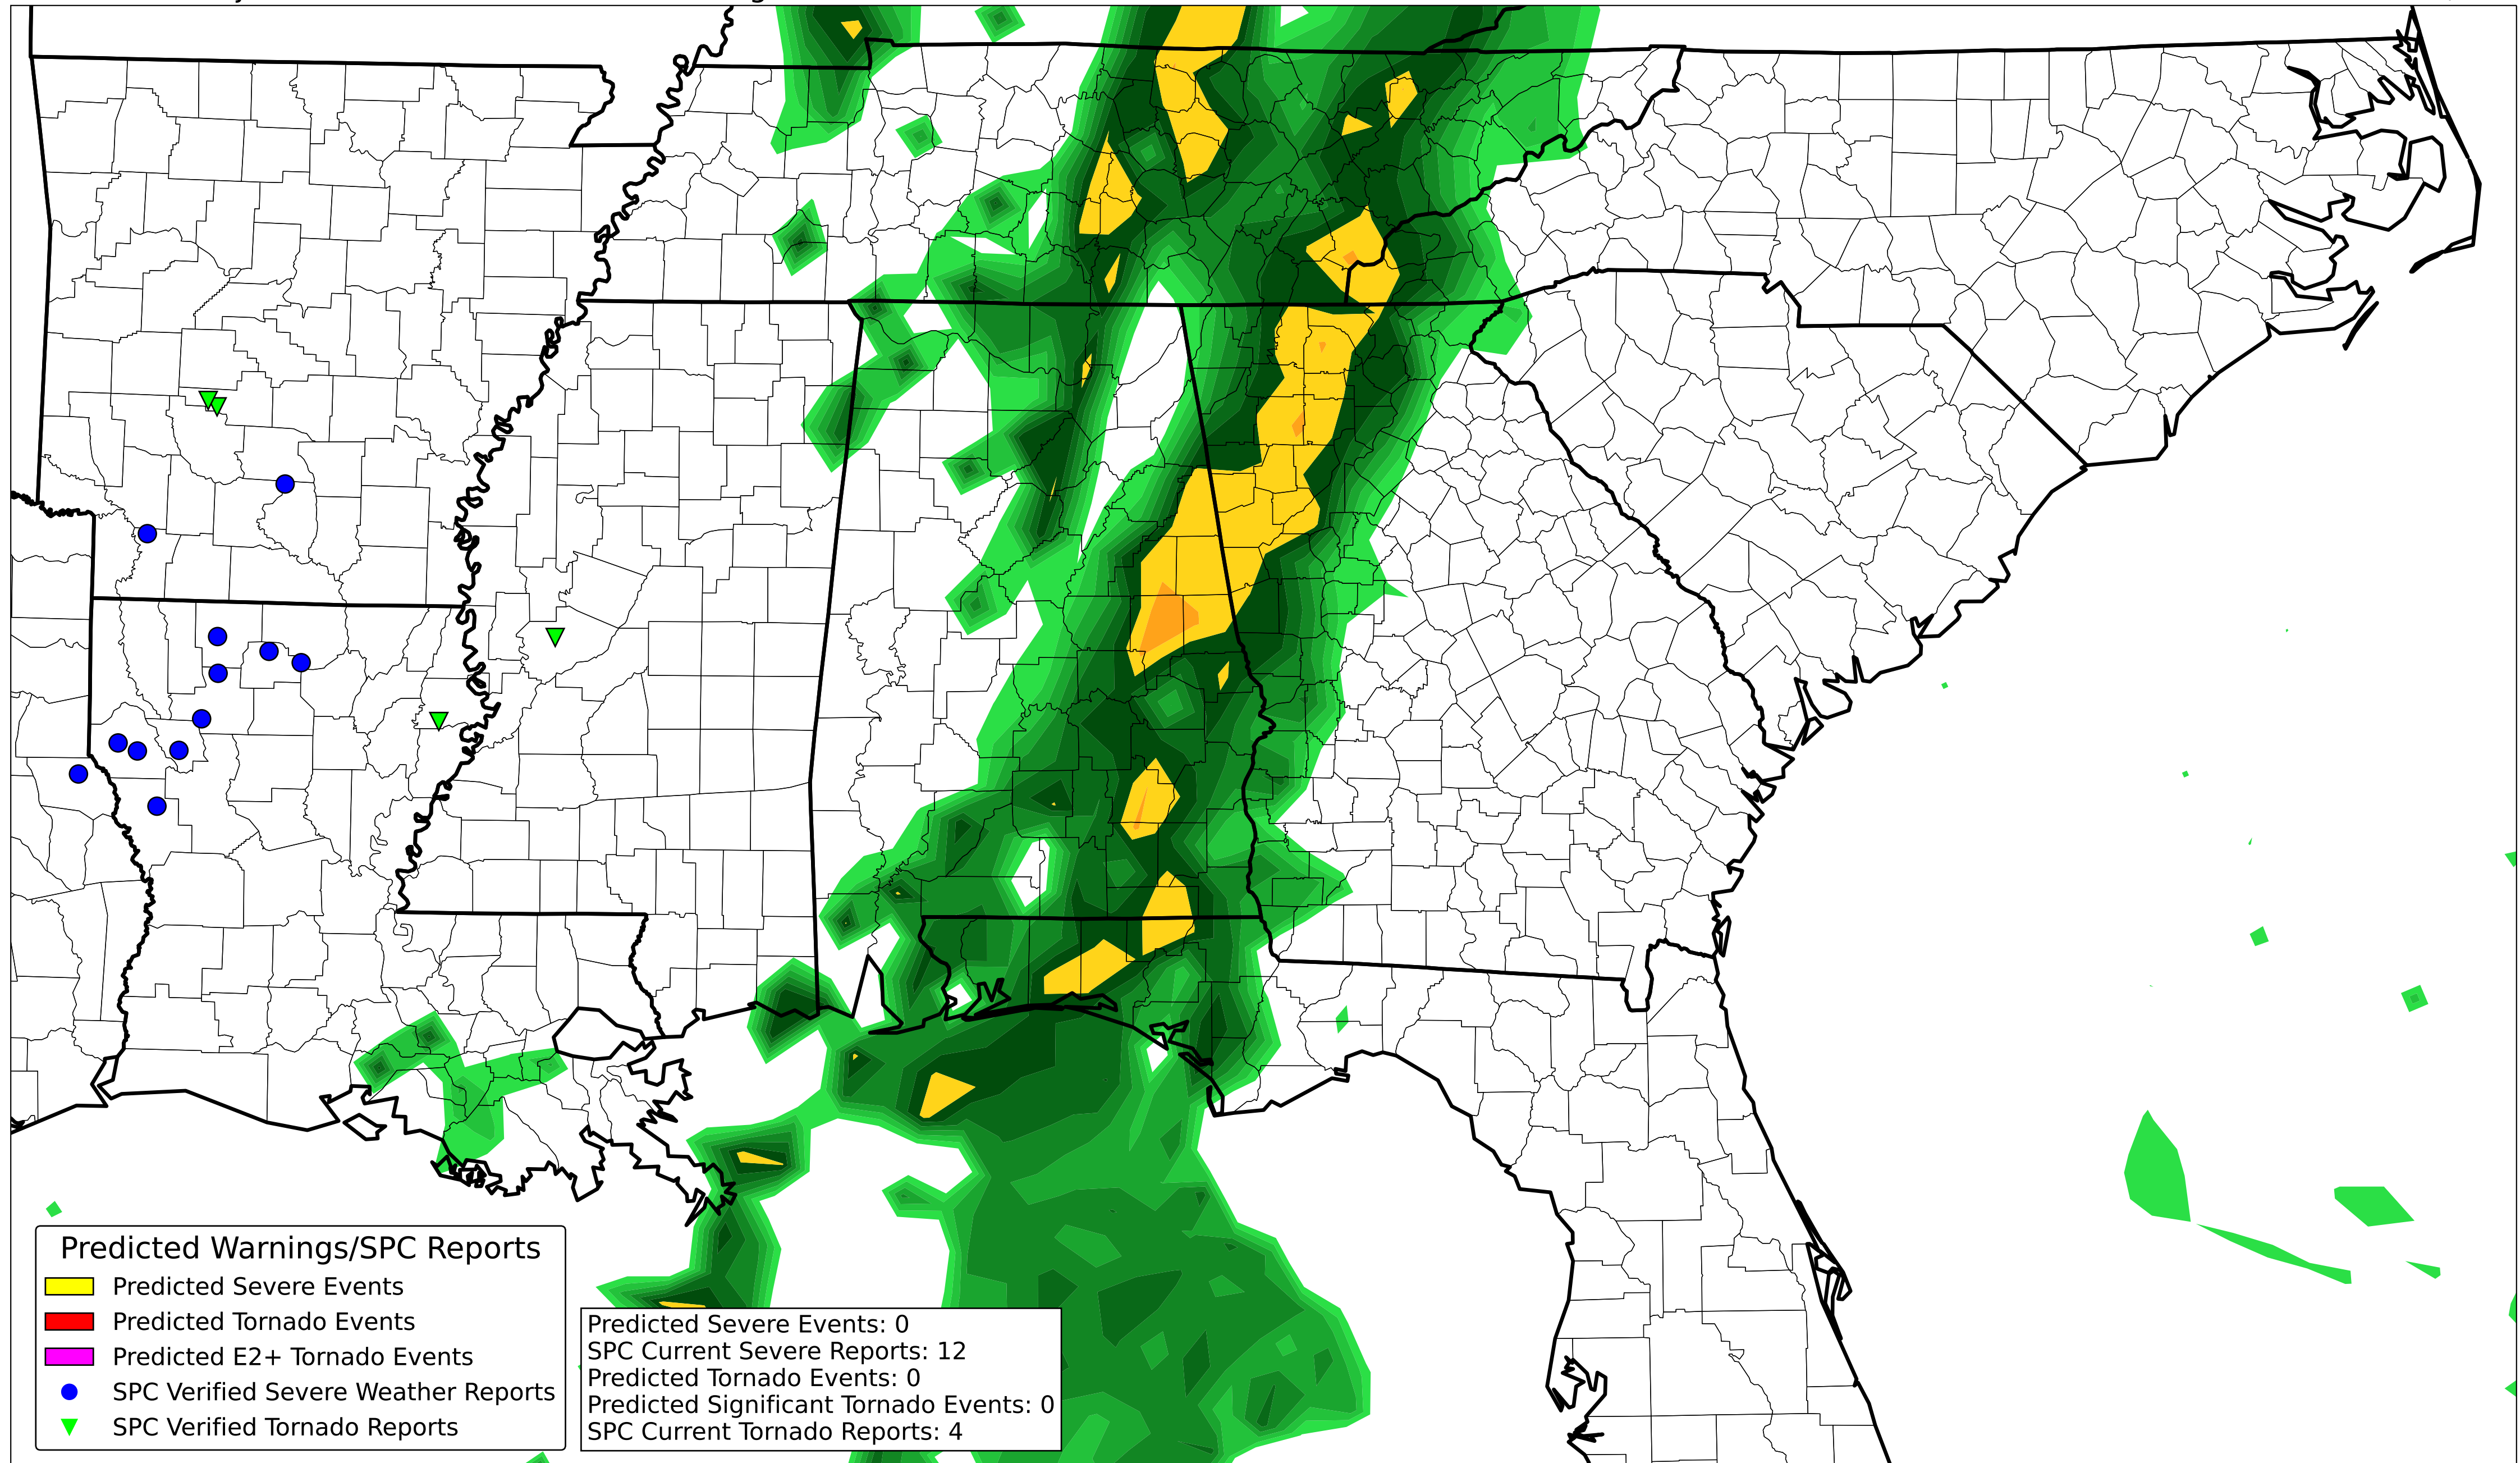 Predicted Warnings/SPC Reports
Predicted Severe Events
Predicted Tornado Events
Predicted E2+ Tornado Events
SPC Verified Severe Weather Reports
SPC Verified Tornado Reports
Predicted Severe Events: 0
SPC Current Severe Reports: 12
Predicted Tornado Events: 0
Predicted Significant Tornado Events: 0
SPC Current Tornado Reports: 4